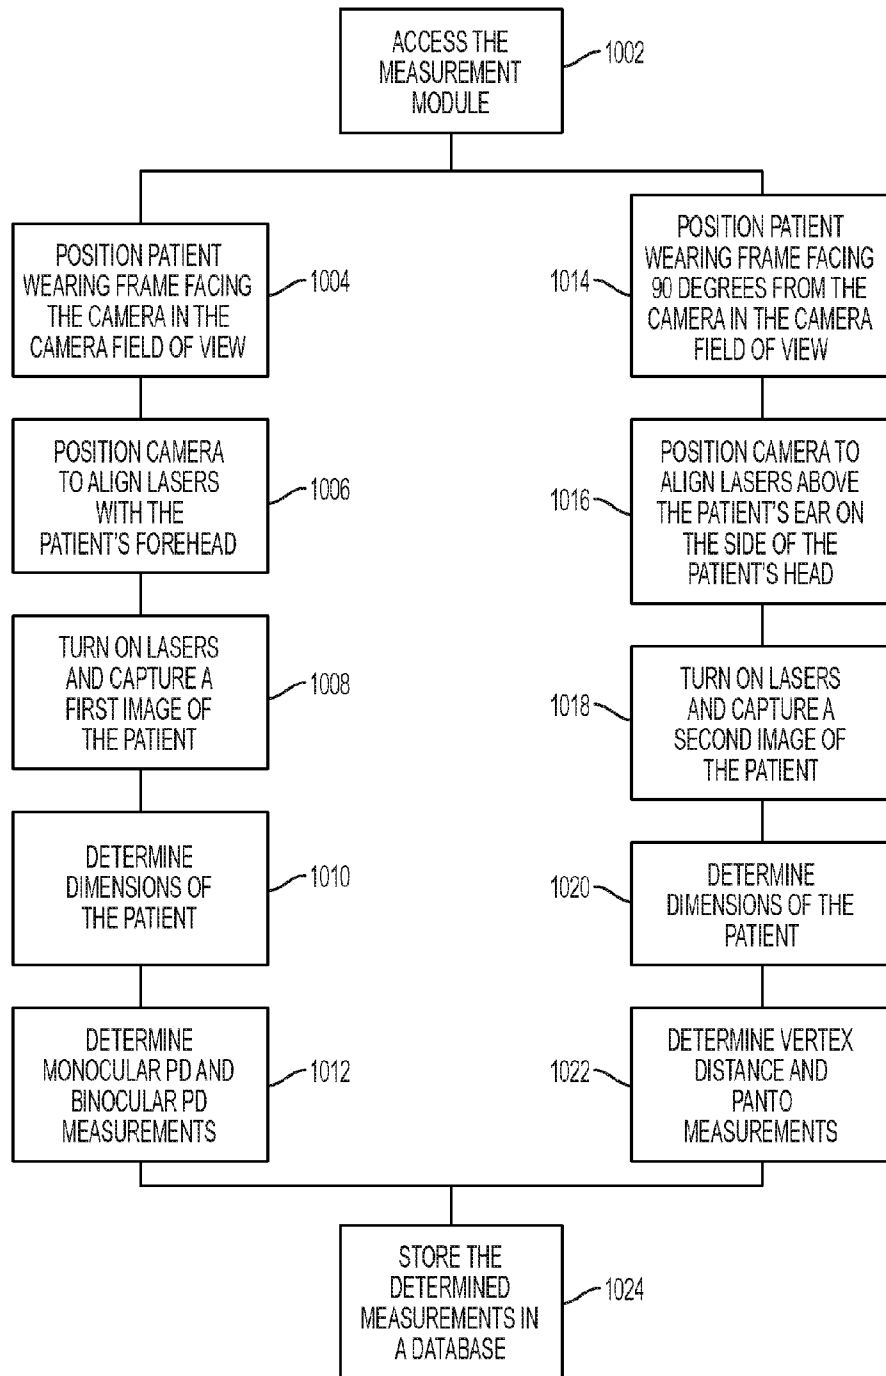 ACCESS THE
MEASUREMENT
MODULE
1002
POSITION PATIENT
WEARING FRAME FACING
THE CAMERA IN THE
CAMERA FIELD OF VIEW
1004
POSITION CAMERA
TO ALIGN LASERS
WITH THE
PATIENT'S FOREHEAD
1006
TURN ON LASERS
AND CAPTURE A
FIRST IMAGE OF
THE PATIENT
1008
DETERMINE
DIMENSIONS OF
THE PATIENT
1010
DETERMINE
MONOCULAR PD AND
BINOCULAR PD
MEASUREMENTS
1012
POSITION PATIENT
WEARING FRAME FACING
90 DEGREES FROM THE
CAMERA IN THE CAMERA
FIELD OF VIEW
1014
POSITION CAMERA TO
ALIGN LASERS ABOVE
THE PATIENT'S EAR ON
THE SIDE OF THE
PATIENT'S HEAD
1016
TURN ON LASERS
AND CAPTURE A
SECOND IMAGE OF
THE PATIENT
1018
DETERMINE
DIMENSIONS OF THE
PATIENT
1020
DETERMINE VERTEX
DISTANCE AND
PANTO
MEASUREMENTS
1022
STORE THE
DETERMINED
MEASUREMENTS IN
A DATABASE
1024